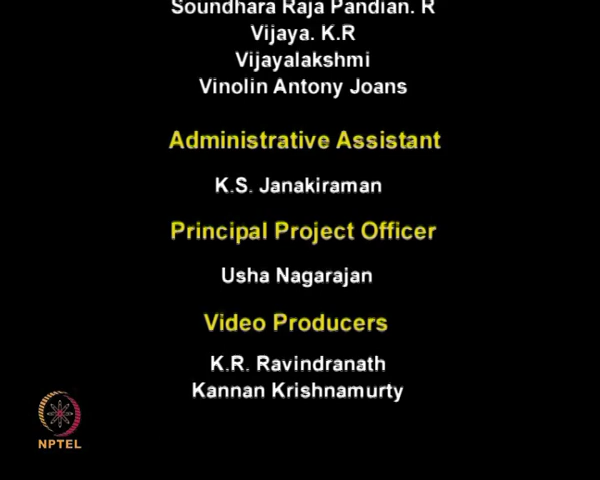 Soundhara Raja Pandian. R
Vijaya. K.R
Vijayalakshmi
Vinolin Antony Joans
Administrative Assistant
K.S. Janakiraman
Principal Project Officer
Usha Nagarajan
Video Producers
K.R. Ravindranath
Kannan Krishnamurty
NPTEL